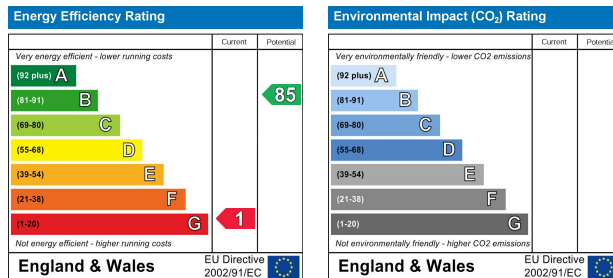 Energy Efficiency Rating
Current Potential
Very energy efficient - lower running costs
(92 plus) A
(81-91) B
85
(69-80) C
(55-68) D
(39-54) E
(21-38) F
(1-20) G
1
Not energy efficient - higher running costs
England & Wales
EU Directive
2002/91/EC
Environmental Impact (CO₂) Rating
Current Potential
Very environmentally friendly - lower CO2 emissions
(92 plus) A
(81-91) B
(69-80) C
(55-68) D
(39-54) E
(21-38) F
(1-20) G
Not environmentally friendly - higher CO2 emissions
England & Wales
EU Directive
2002/91/EC